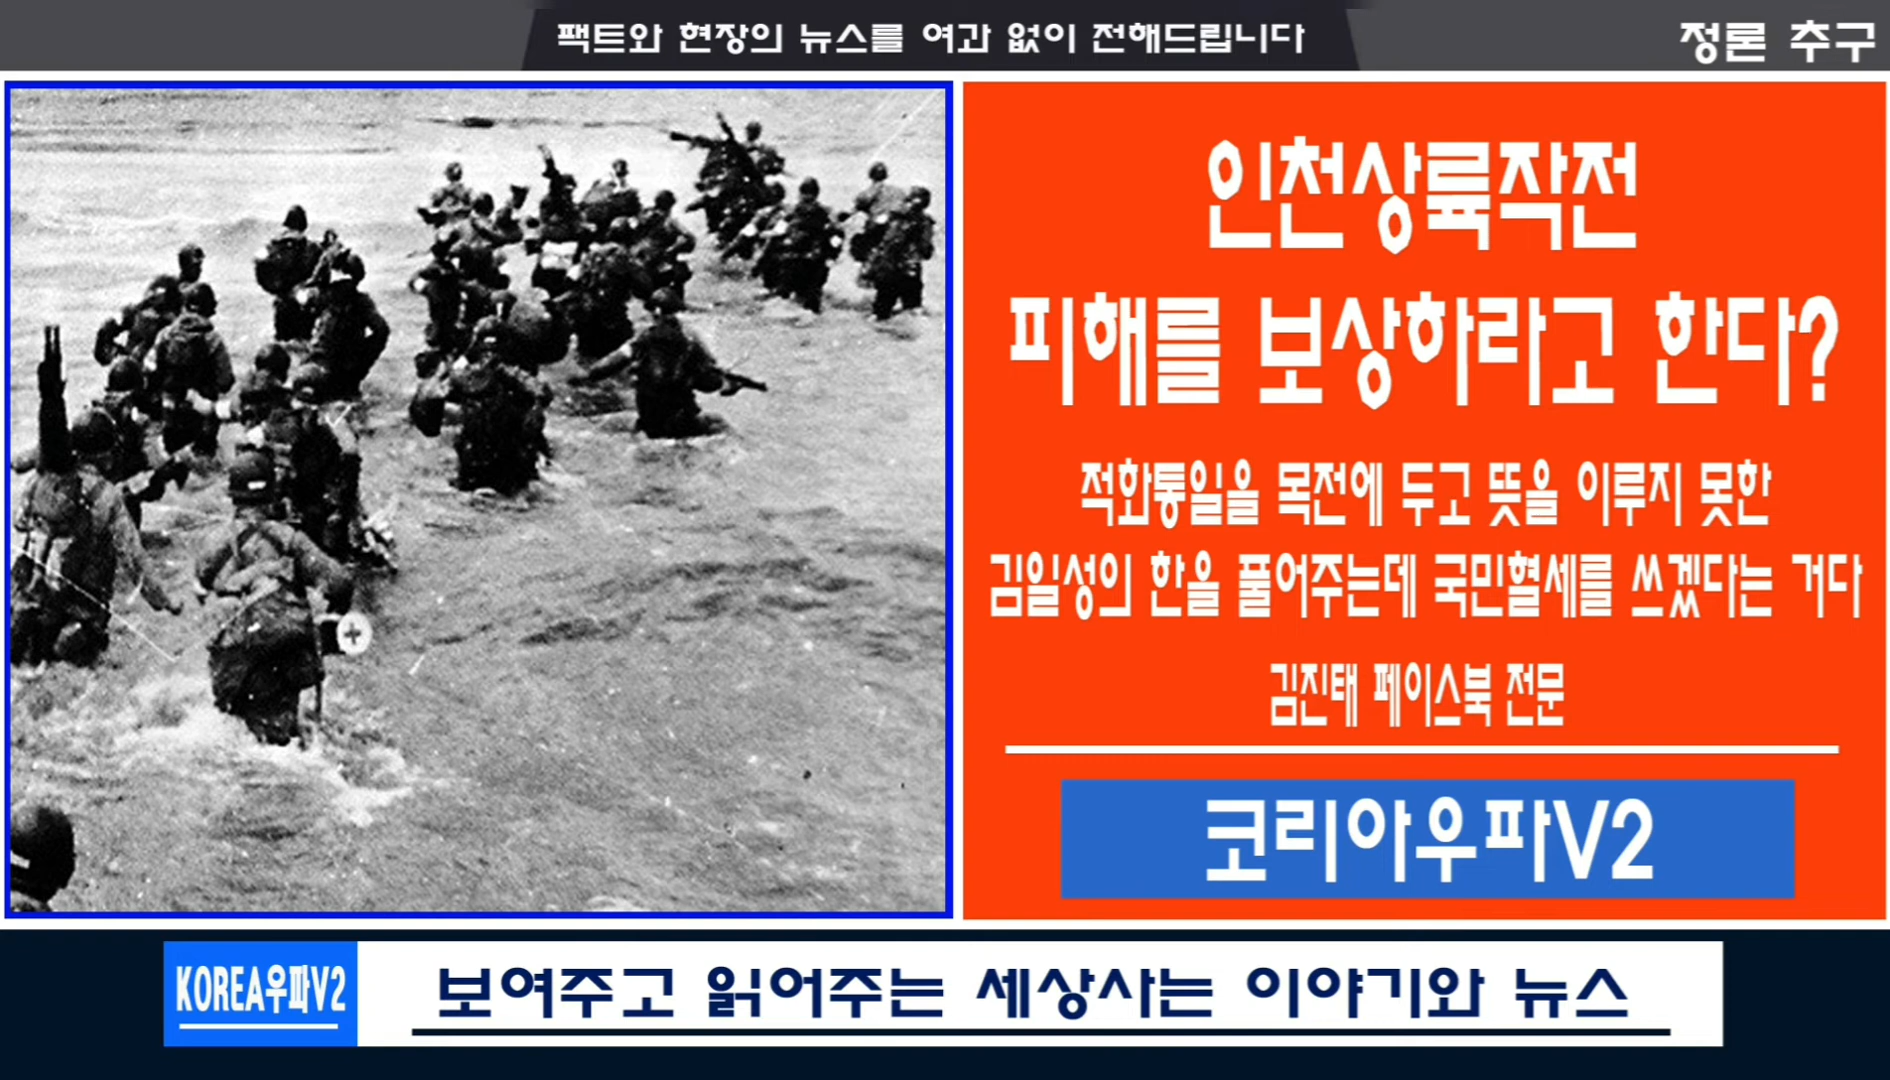 팩트와 현장의 뉴스를 여과 없이 전해드립니다
정론 추구
인천상륙작전
피해를 보상하라고 한다?
적화통일을 목전에 두고 뜻을 이루지 못한
김일성의 한을 풀어주는데 국민혈세를 쓰겠다는 거다
김진태 페이스북 전문
코리아우파V2
KOREA우파V2
보여주고 읽어주는 세상사는 이야기와 뉴스